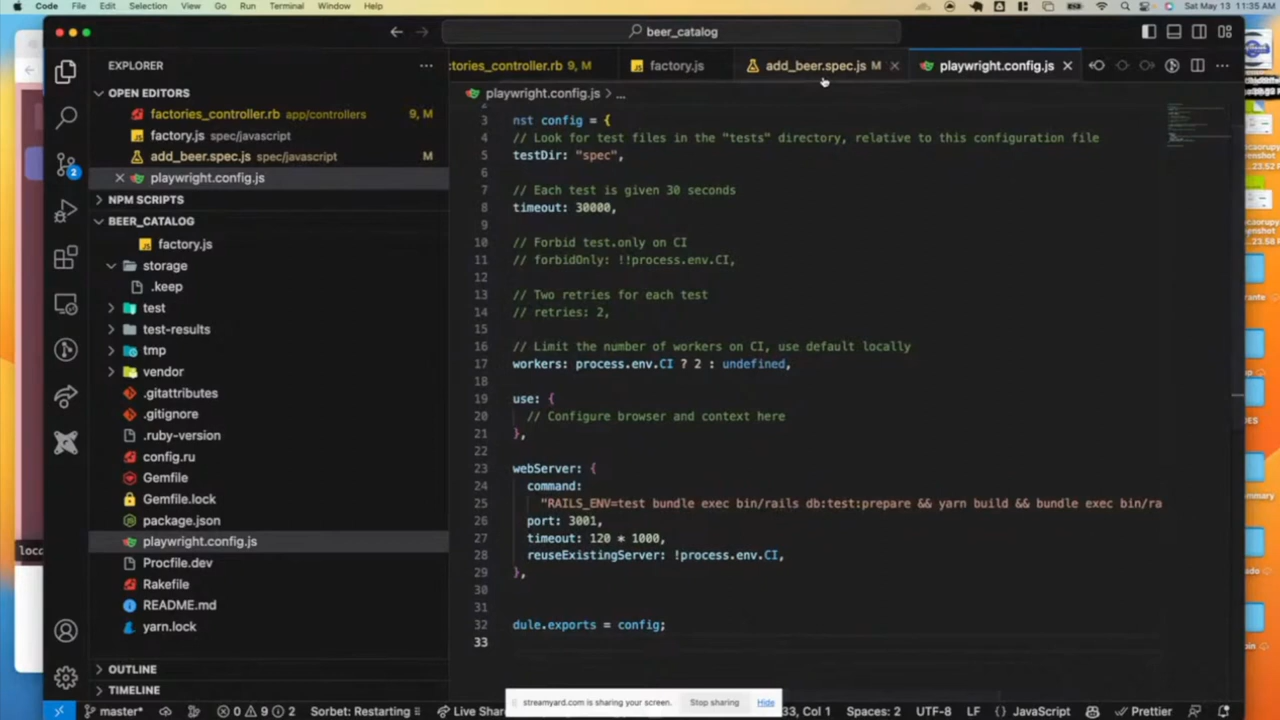 Code File Edit Selection View Go Run Terminal Window Help
Sat May 13 11:35 AM
beer_catalog
EXPLORER
OPEN EDITORS
factories_controller.rb app/controllers 9, M
factory.js spec/javascript
add_beer.spec.js spec/javascript M
playwright.config.js
NPM SCRIPTS
BEER_CATALOG
factory.js
storage
.keep
test
test-results
tmp
vendor
.gitattributes
.gitignore
.ruby-version
config.ru
Gemfile
Gemfile.lock
package.json
playwright.config.js
Procfile.dev
Rakefile
README.md
yarn.lock
OUTLINE
TIMELINE
tories_controller.rb 9, M
factory.js
add_beer.spec.js M
playwright.config.js
playwright.config.js > ...
3 nst config = {
4 // Look for test files in the "tests" directory, relative to this configuration file
5 testDir: "spec",
6
7 // Each test is given 30 seconds
8 timeout: 30000,
9
10 // Forbid test.only on CI
11 // forbidOnly: !!process.env.CI,
12
13 // Two retries for each test
14 // retries: 2,
15
16 // Limit the number of workers on CI, use default locally
17 workers: process.env.CI ? 2 : undefined,
18
19 use: {
20 // Configure browser and context here
21 },
22
23 webServer: {
24 command:
25 "RAILS_ENV=test bundle exec bin/rails db:test:prepare && yarn build && bundle exec bin/ra
26 port: 3001,
27 timeout: 120 * 1000,
28 reuseExistingServer: !process.env.CI,
29 },
30
31
32 dule.exports = config;
33
streamyard.com is sharing your screen. Stop sharing Hide
master* 0 9 2 Sorbet: Restarting Live Shar
33, Col 1 Spaces: 2 UTF-8 LF {} JavaScript Prettier
2